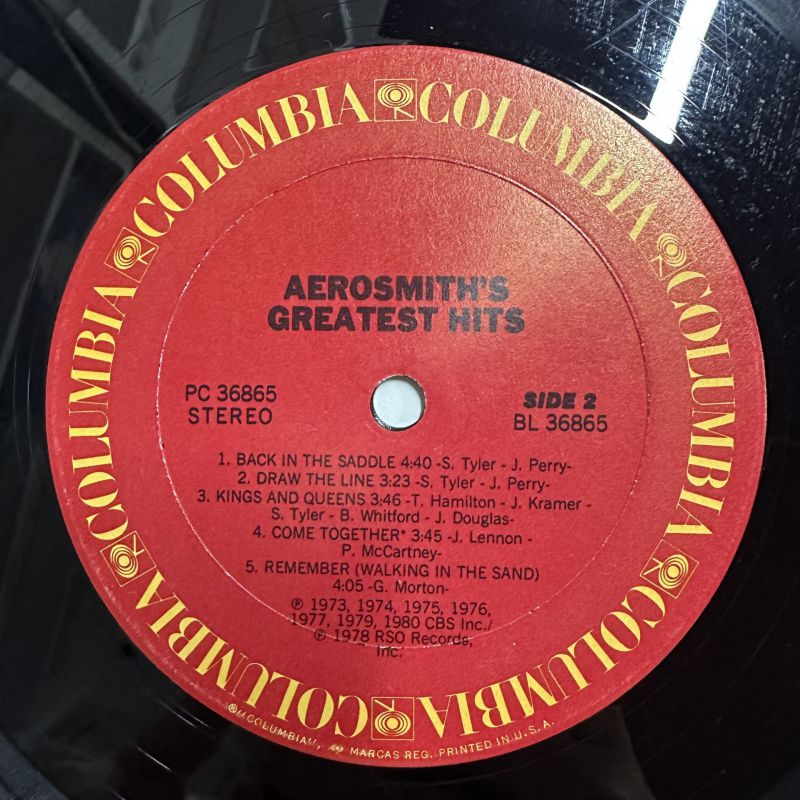 COLUMBIA COLUMBIA COLUMBIA COLUMBIA COLUMBIA COLUMBIA COLUMBIA COLUMBIA
AEROSMITH'S
GREATEST HITS
PC 36865
STEREO
SIDE 2
BL 36865
1. BACK IN THE SADDLE 4:40 -S. Tyler - J. Perry-
2. DRAW THE LINE 3:23 -S. Tyler - J. Perry-
3. KINGS AND QUEENS 3:46 -T. Hamilton - J. Kramer -
S. Tyler - B. Whitford - J. Douglas-
4. COME TOGETHER* 3:45 -J. Lennon -
P. McCartney-
5. REMEMBER (WALKING IN THE SAND)
4:05 -G. Morton-
℗ 1973, 1974, 1975, 1976,
1977, 1979, 1980 CBS Inc./
℗ 1978 RSO Records,
Inc.
®"COLUMBIA", MARCAS REG. PRINTED IN U.S.A.